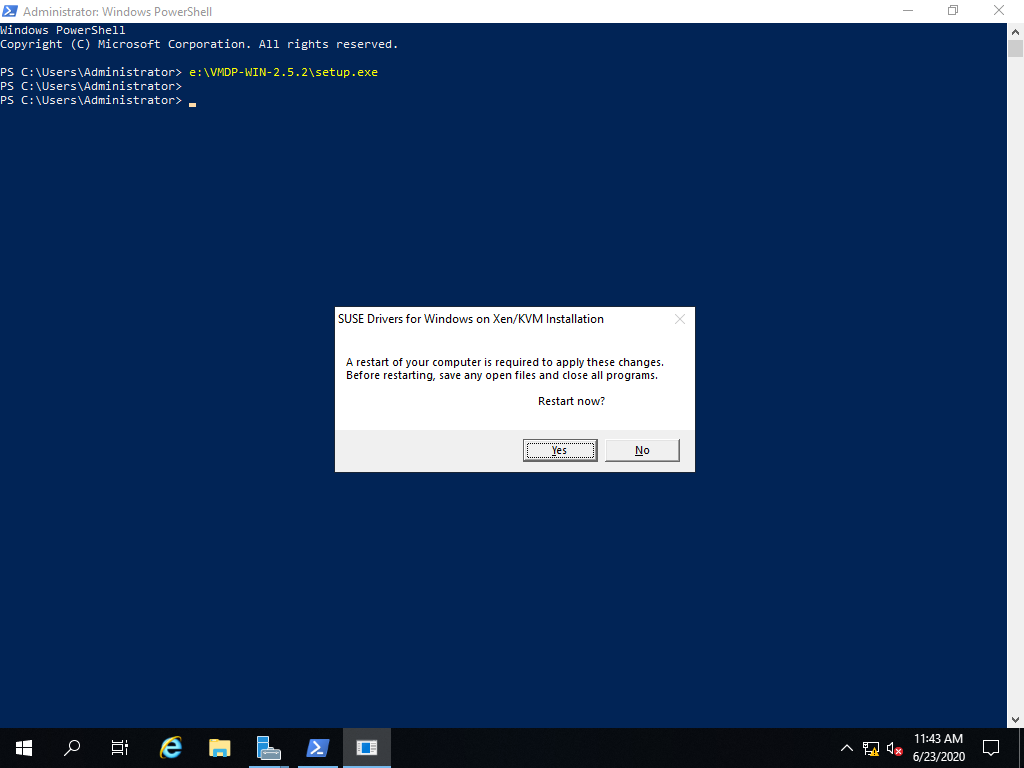 Administrator: Windows PowerShell
Windows PowerShell
Copyright (C) Microsoft Corporation. All rights reserved.
PS C:\Users\Administrator> e:\VMDP-WIN-2.5.2\setup.exe
PS C:\Users\Administrator>
PS C:\Users\Administrator>
SUSE Drivers for Windows on Xen/KVM Installation
A restart of your computer is required to apply these changes.
Before restarting, save any open files and close all programs.
Restart now?
Yes No
11:43 AM
6/23/2020